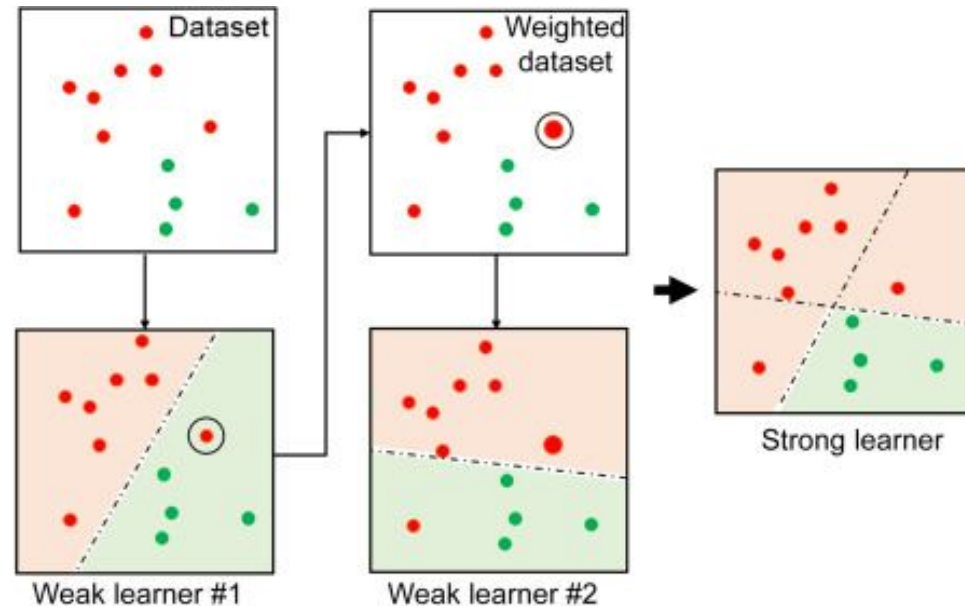 Dataset
Weighted
dataset
Weak learner #1
Weak learner #2
Strong learner